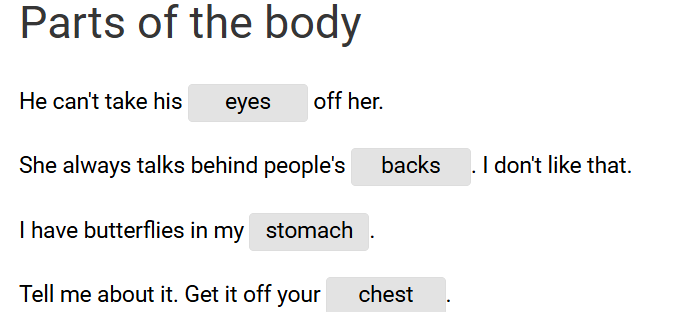 Parts of the body
He can't take his eyes off her.
She always talks behind people's backs . I don't like that.
I have butterflies in my stomach .
Tell me about it. Get it off your chest .